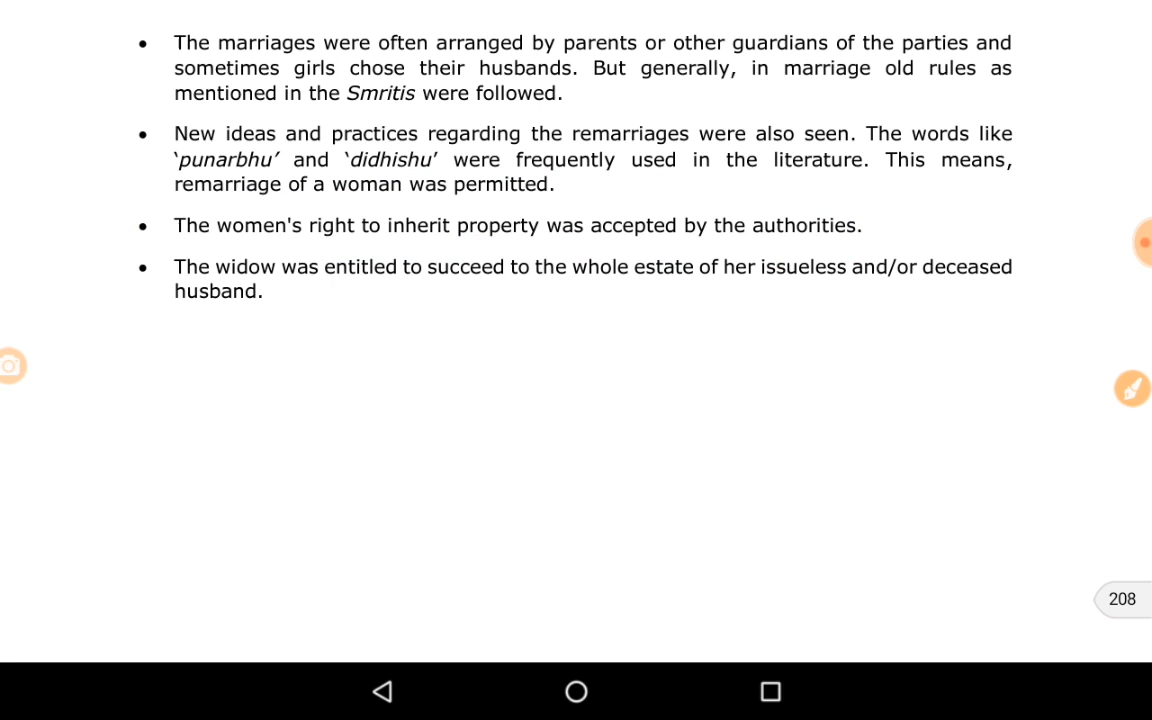 • The marriages were often arranged by parents or other guardians of the parties and
sometimes girls chose their husbands. But generally, in marriage old rules as
mentioned in the Smritis were followed.
• New ideas and practices regarding the remarriages were also seen. The words like
‘punarbhu’ and ‘didhishu’ were frequently used in the literature. This means,
remarriage of a woman was permitted.
• The women's right to inherit property was accepted by the authorities.
• The widow was entitled to succeed to the whole estate of her issueless and/or deceased
husband.
208